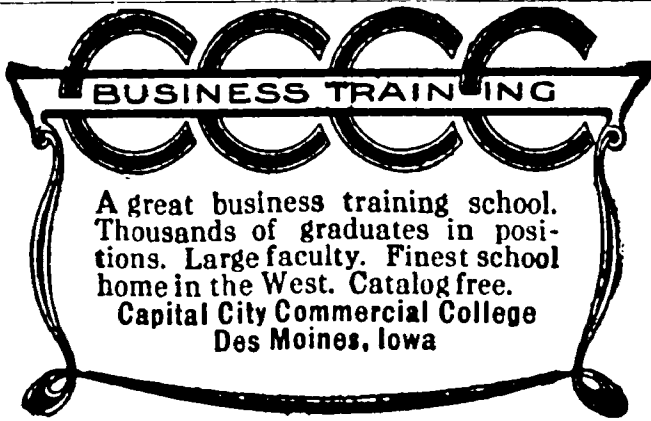 CCCC
BUSINESS TRAINING
A great business training school.
Thousands of graduates in posi-
tions. Large faculty. Finest school
home in the West. Catalog free.
Capital City Commercial College
Des Moines, Iowa